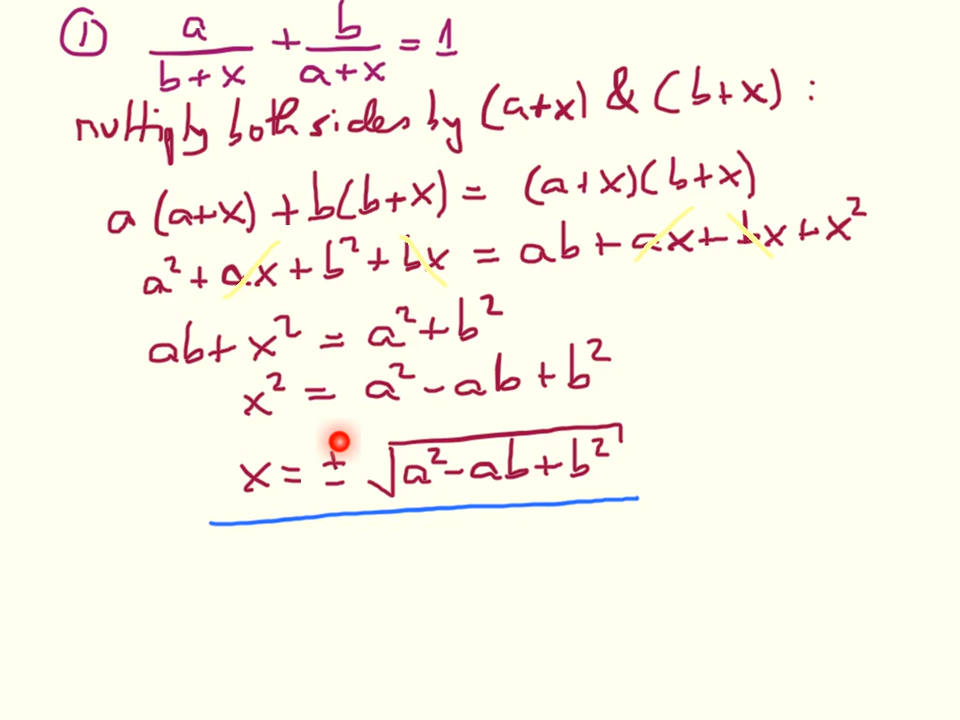 ① a/(b+x) + b/(a+x) = 1
multiply both sides by (a+x) & (b+x) :
a (a+x) + b(b+x) = (a+x)(b+x)
a² + ax + b² + bx = ab + ax + bx + x²
ab + x² = a² + b²
x² = a² - ab + b²
x = ± √(a² - ab + b²)